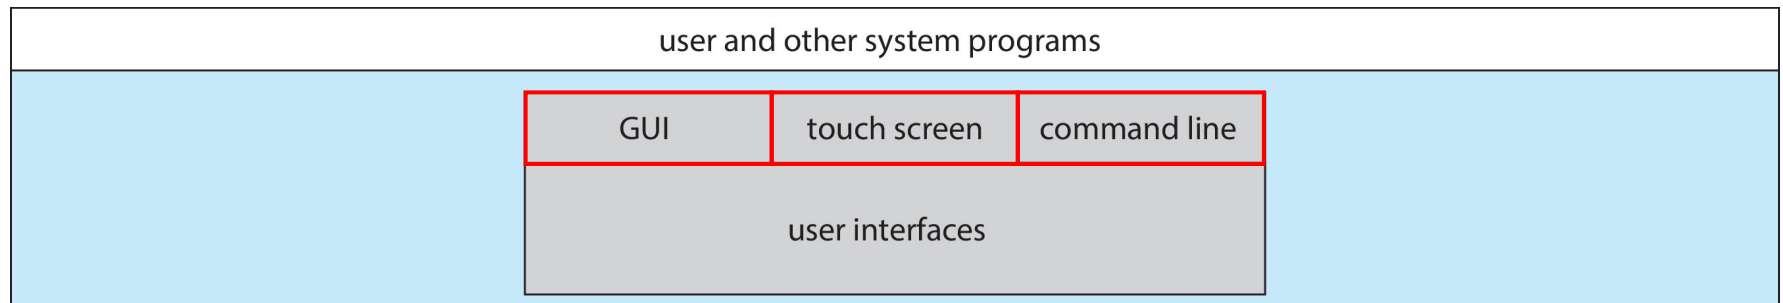 user and other system programs
GUI touch screen command line
user interfaces